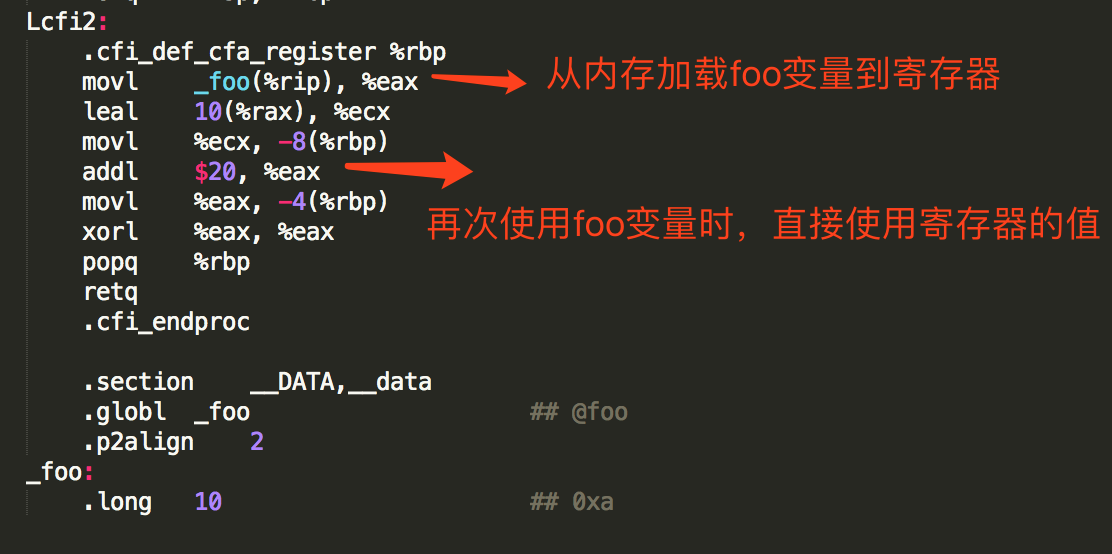 Lcfi2:
.cfi_def_cfa_register %rbp
movl _foo(%rip), %eax
从内存加载foo变量到寄存器
leal 10(%rax), %ecx
movl %ecx, -8(%rbp)
addl $20, %eax
movl %eax, -4(%rbp)
再次使用foo变量时，直接使用寄存器的值
xorl %eax, %eax
popq %rbp
retq
.cfi_endproc
.section __DATA,__data
.globl _foo ## @foo
.p2align 2
_foo:
.long 10 ## 0xa